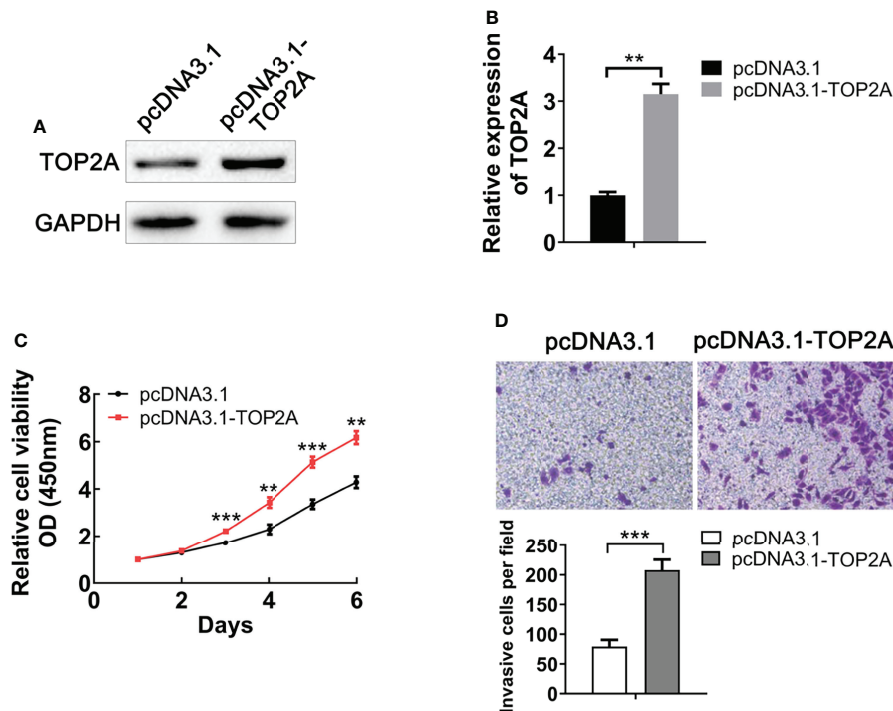 A
pcDNA3.1
pcDNA3.1-
TOP2A
TOP2A
GAPDH
B
Relative expression
of TOP2A
4
3
2
1
0
**
pcDNA3.1
pcDNA3.1-TOP2A
C
Relative cell viability
OD (450nm)
8
6
4
2
0
pcDNA3.1
pcDNA3.1-TOP2A
***
**
***
**
0
2
4
6
Days
D
pcDNA3.1
pcDNA3.1-TOP2A
Invasive cells per field
250
200
150
100
50
0
***
pcDNA3.1
pcDNA3.1-TOP2A